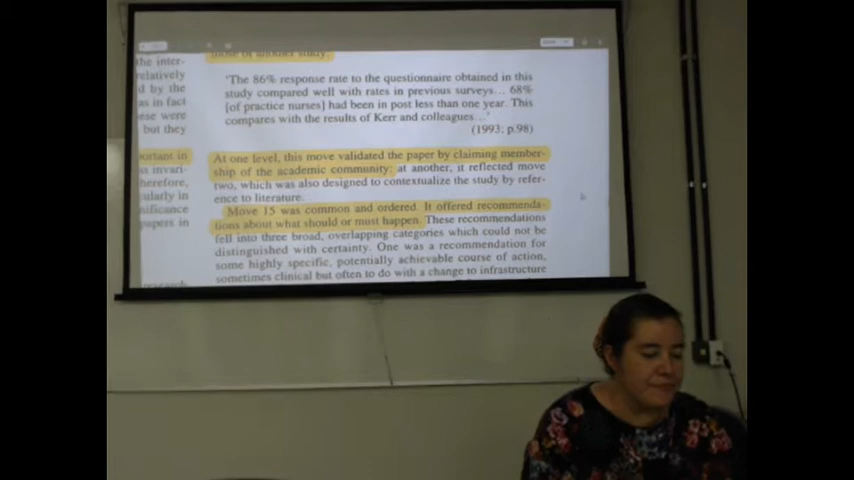 those of another study:
the inter-
relatively
d by the
as in fact
ese were
but they
ortant in
s invari-
herefore,
cularly in
nificance
papers in
'The 86% response rate to the questionnaire obtained in this
study compared well with rates in previous surveys... 68%
[of practice nurses] had been in post less than one year. This
compares with the results of Kerr and colleagues...'
(1993; p.98)
At one level, this move validated the paper by claiming member-
ship of the academic community; at another, it reflected move
two, which was also designed to contextualize the study by refer-
ence to literature.
Move 15 was common and ordered. It offered recommenda-
tions about what should or must happen. These recommendations
fell into three broad, overlapping categories which could not be
distinguished with certainty. One was a recommendation for
some highly specific, potentially achievable course of action,
sometimes clinical but often to do with a change to infrastructure